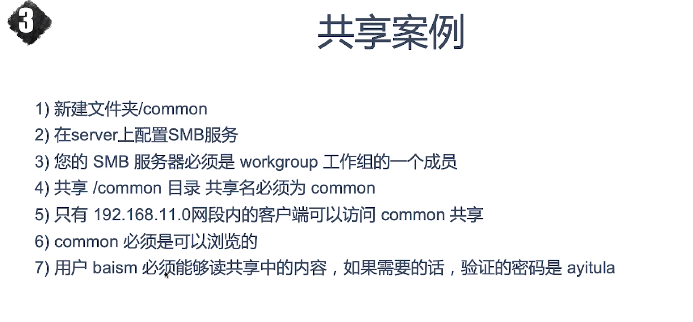 3
共享案例
1) 新建文件夹/common
2) 在server上配置SMB服务
3) 您的 SMB 服务器必须是 workgroup 工作组的一个成员
4) 共享 /common 目录 共享名必须为 common
5) 只有 192.168.11.0网段内的客户端可以访问 common 共享
6) common 必须是可以浏览的
7) 用户 baism 必须能够读共享中的内容，如果需要的话，验证的密码是 ayitula